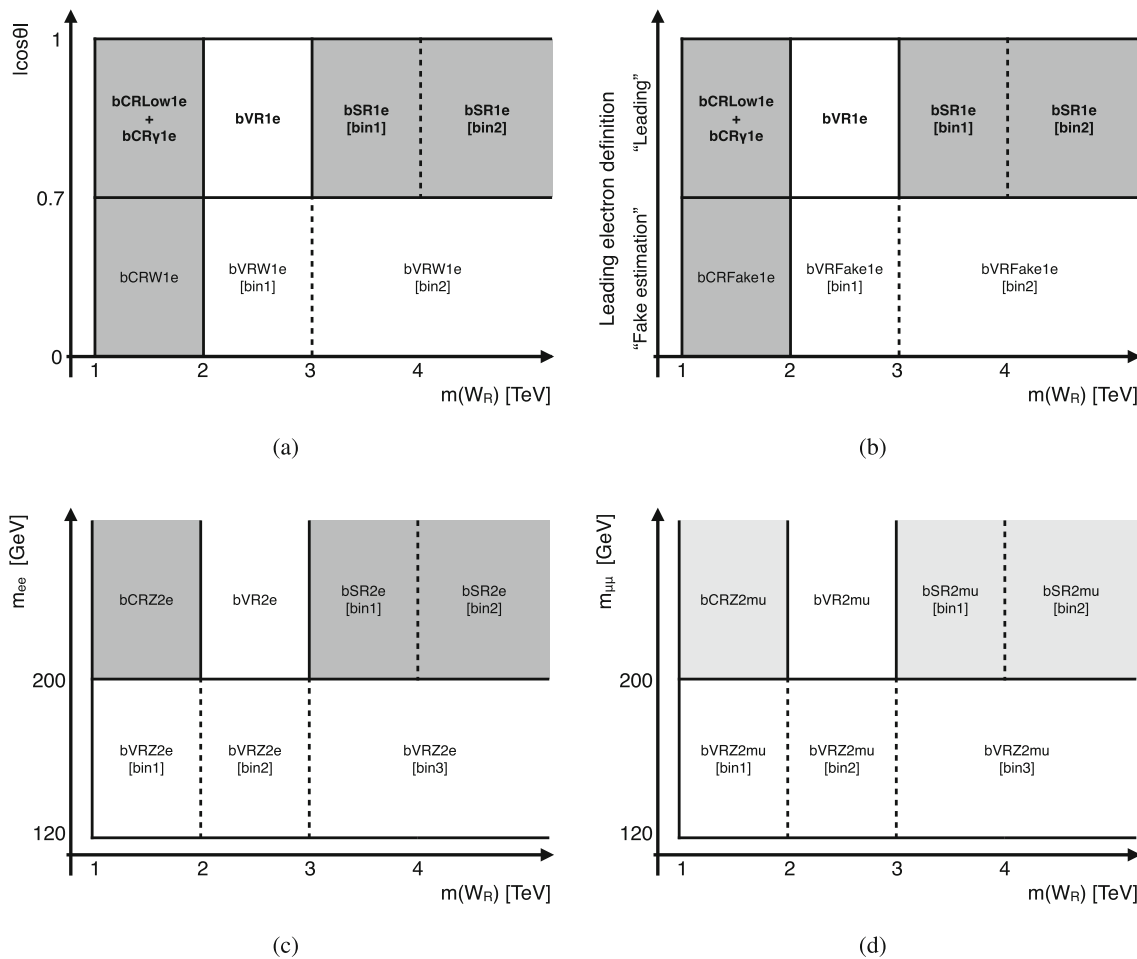 |cosθ|
1
bCRLow1e
+
bCRγ1e
bVR1e
bSR1e
[bin1]
bSR1e
[bin2]
0.7
bCRW1e
bVRW1e
[bin1]
bVRW1e
[bin2]
0
1
2
3
4
m(W_R) [TeV]
(a)
Leading electron definition
“Leading”
“Fake estimation”
bCRLow1e
+
bCRγ1e
bVR1e
bSR1e
[bin1]
bSR1e
[bin2]
bCRFake1e
bVRFake1e
[bin1]
bVRFake1e
[bin2]
1
2
3
4
m(W_R) [TeV]
(b)
m_ee [GeV]
bCRZ2e
bVR2e
bSR2e
[bin1]
bSR2e
[bin2]
200
bVRZ2e
[bin1]
bVRZ2e
[bin2]
bVRZ2e
[bin3]
120
1
2
3
4
m(W_R) [TeV]
(c)
m_μμ [GeV]
bCRZ2mu
bVR2mu
bSR2mu
[bin1]
bSR2mu
[bin2]
200
bVRZ2mu
[bin1]
bVRZ2mu
[bin2]
bVRZ2mu
[bin3]
120
1
2
3
4
m(W_R) [TeV]
(d)